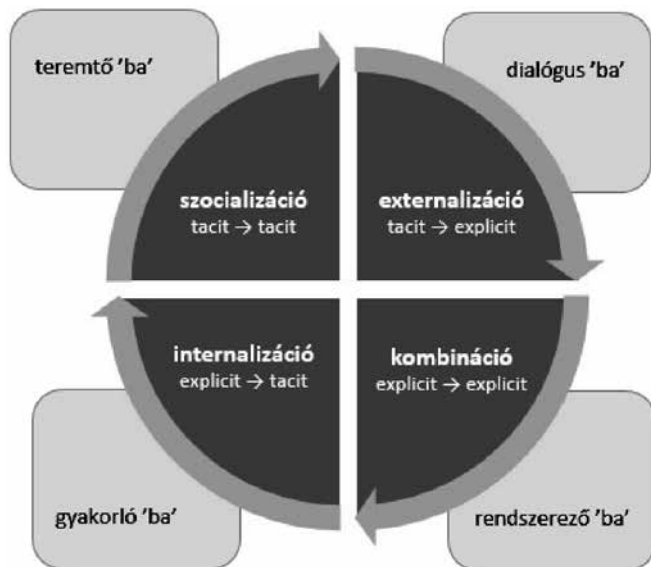 teremtő 'ba'
dialógus 'ba'
szocializáció
tacit → tacit
externalizáció
tacit → explicit
internalizáció
explicit → tacit
kombináció
explicit → explicit
gyakorló 'ba'
rendszerező 'ba'